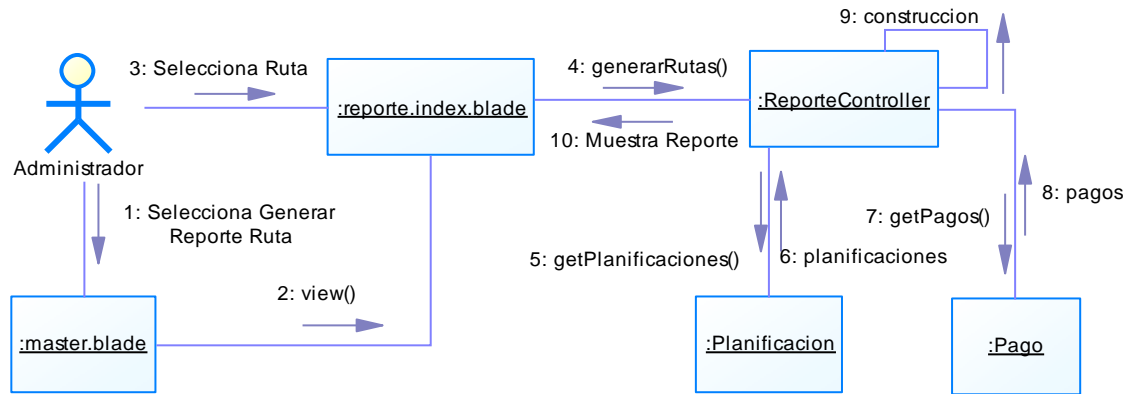 9: construccion
3: Selecciona Ruta
4: generarRutas()
:reporte.index.blade
:ReporteController
10: Muestra Reporte
Administrador
1: Selecciona Generar
Reporte Ruta
8: pagos
7: getPagos()
5: getPlanificaciones()
6: planificaciones
2: view()
:master.blade
:Planificacion
:Pago